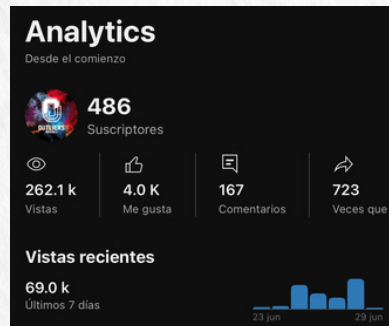 Analytics
Desde el comienzo
486
Suscriptores
262.1 k
Vistas
4.0 K
Me gusta
167
Comentarios
723
Veces que
Vistas recientes
69.0 k
Últimos 7 días
23 jun
29 jun